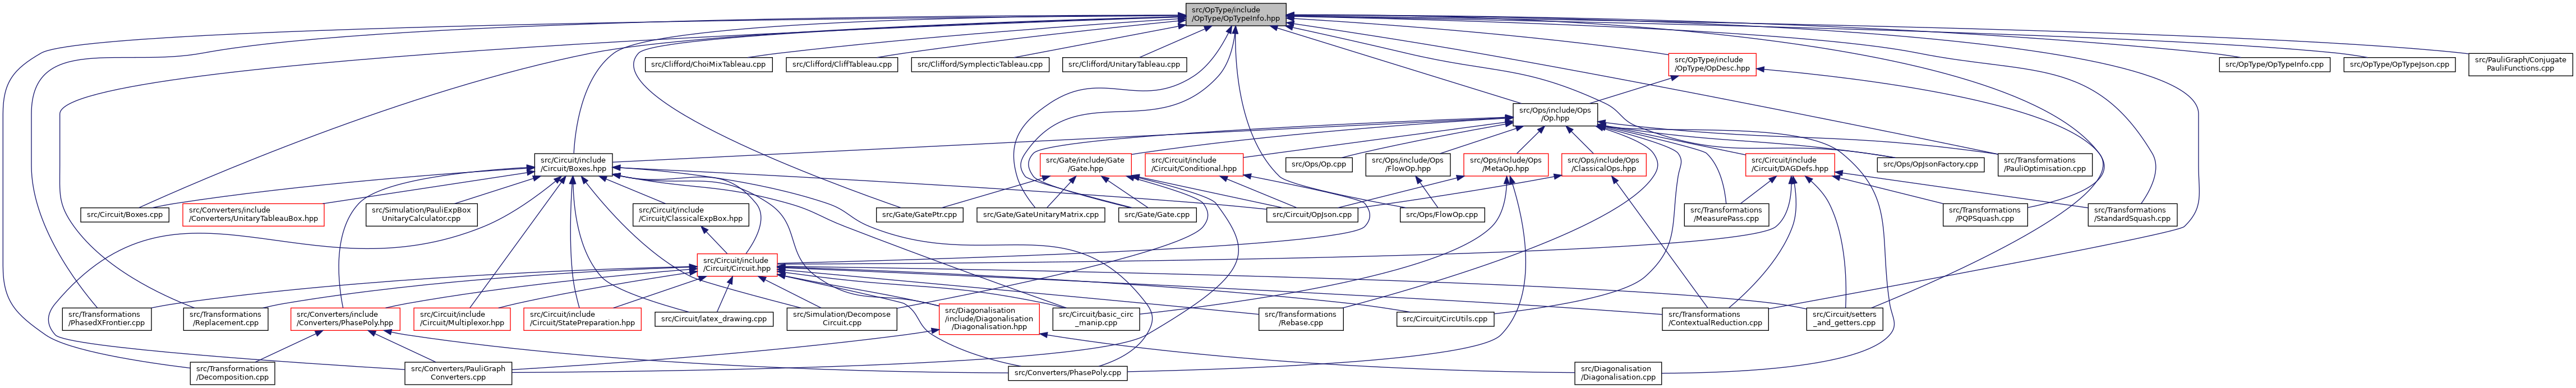 src/OpType/include
/OpType/OpTypeInfo.hpp
src/Clifford/ChoiMixTableau.cpp
src/Clifford/CliffTableau.cpp
src/Clifford/SymplecticTableau.cpp
src/Clifford/UnitaryTableau.cpp
src/OpType/include
/OpType/OpDesc.hpp
src/OpType/OpTypeInfo.cpp
src/OpType/OpTypeJson.cpp
src/PauliGraph/Conjugate
PauliFunctions.cpp
src/Ops/include/Ops
/Op.hpp
src/Circuit/include
/Circuit/Boxes.hpp
src/Gate/include/Gate
/Gate.hpp
src/Circuit/include
/Circuit/Conditional.hpp
src/Ops/Op.cpp
src/Ops/include/Ops
/FlowOp.hpp
src/Ops/include/Ops
/MetaOp.hpp
src/Ops/include/Ops
/ClassicalOps.hpp
src/Circuit/include
/Circuit/DAGDefs.hpp
src/Ops/OpJsonFactory.cpp
src/Transformations
/PauliOptimisation.cpp
src/Circuit/Boxes.cpp
src/Converters/include
/Converters/UnitaryTableauBox.hpp
src/Simulation/PauliExpBox
UnitaryCalculator.cpp
src/Circuit/include
/Circuit/ClassicalExpBox.hpp
src/Gate/GatePtr.cpp
src/Gate/GateUnitaryMatrix.cpp
src/Gate/Gate.cpp
src/Circuit/OpJson.cpp
src/Ops/FlowOp.cpp
src/Transformations
/MeasurePass.cpp
src/Transformations
/PQPSquash.cpp
src/Transformations
/StandardSquash.cpp
src/Circuit/include
/Circuit/Circuit.hpp
src/Transformations
/PhasedXFrontier.cpp
src/Transformations
/Replacement.cpp
src/Converters/include
/Converters/PhasePoly.hpp
src/Circuit/include
/Circuit/Multiplexor.hpp
src/Circuit/include
/Circuit/StatePreparation.hpp
src/Circuit/latex_drawing.cpp
src/Simulation/Decompose
Circuit.cpp
src/Diagonalisation
include/Diagonalisation
/Diagonalisation.hpp
src/Circuit/basic_circ
_manip.cpp
src/Transformations
/Rebase.cpp
src/Circuit/CircUtils.cpp
src/Transformations
/ContextualReduction.cpp
src/Circuit/setters
_and_getters.cpp
src/Transformations
/Decomposition.cpp
src/Converters/PauliGraph
Converters.cpp
src/Converters/PhasePoly.cpp
src/Diagonalisation
/Diagonalisation.cpp